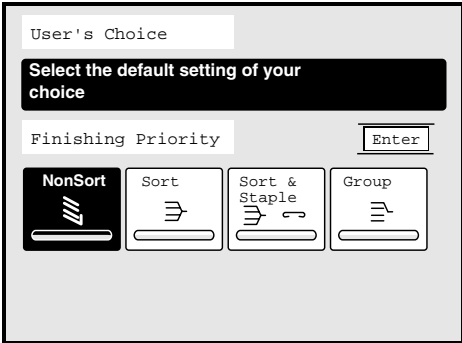 User's Choice
Select the default setting of your
choice
Finishing Priority
Enter
NonSort
Sort
Sort &
Staple
Group